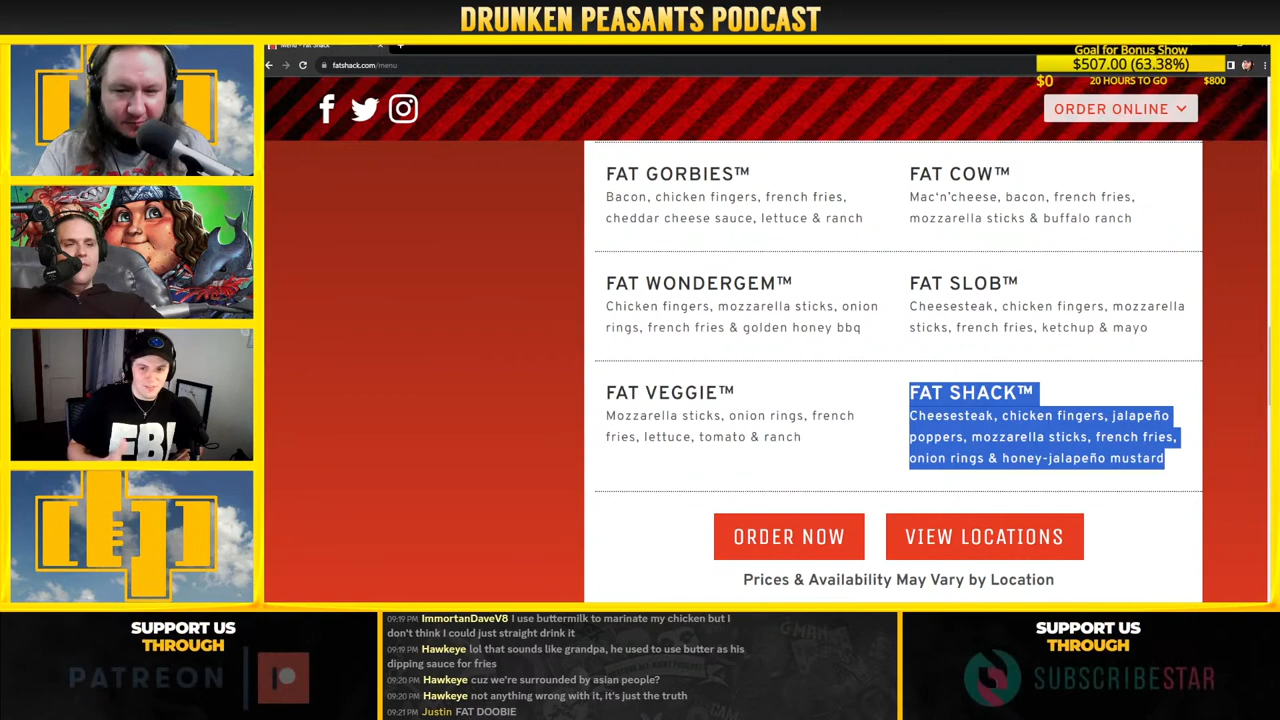 DRUNKEN PEASANTS PODCAST
Menu - Fat Shack
fatshack.com/menu
Goal for Bonus Show
$507.00 (63.38%)
$0 20 HOURS TO GO $800
ORDER ONLINE
FAT GORBIES™
Bacon, chicken fingers, french fries,
cheddar cheese sauce, lettuce & ranch
FAT COW™
Mac‘n’cheese, bacon, french fries,
mozzarella sticks & buffalo ranch
FAT WONDERGEM™
Chicken fingers, mozzarella sticks, onion
rings, french fries & golden honey bbq
FAT SLOB™
Cheesesteak, chicken fingers, mozzarella
sticks, french fries, ketchup & mayo
FAT VEGGIE™
Mozzarella sticks, onion rings, french
fries, lettuce, tomato & ranch
FAT SHACK™
Cheesesteak, chicken fingers, jalapeño
poppers, mozzarella sticks, french fries,
onion rings & honey-jalapeño mustard
ORDER NOW
VIEW LOCATIONS
Prices & Availability May Vary by Location
FBI
SUPPORT US
THROUGH
PATREON
09:19 PM ImmortanDaveV8 I use buttermilk to marinate my chicken but I
don't think I could just straight drink it
09:19 PM Hawkeye lol that sounds like grandpa, he used to use butter as his
dipping sauce for fries
09:20 PM Hawkeye cuz we're surrounded by asian people?
09:20 PM Hawkeye not anything wrong with it, it's just the truth
09:21 PM Justin FAT DOOBIE
SUPPORT US
THROUGH
SUBSCRIBESTAR